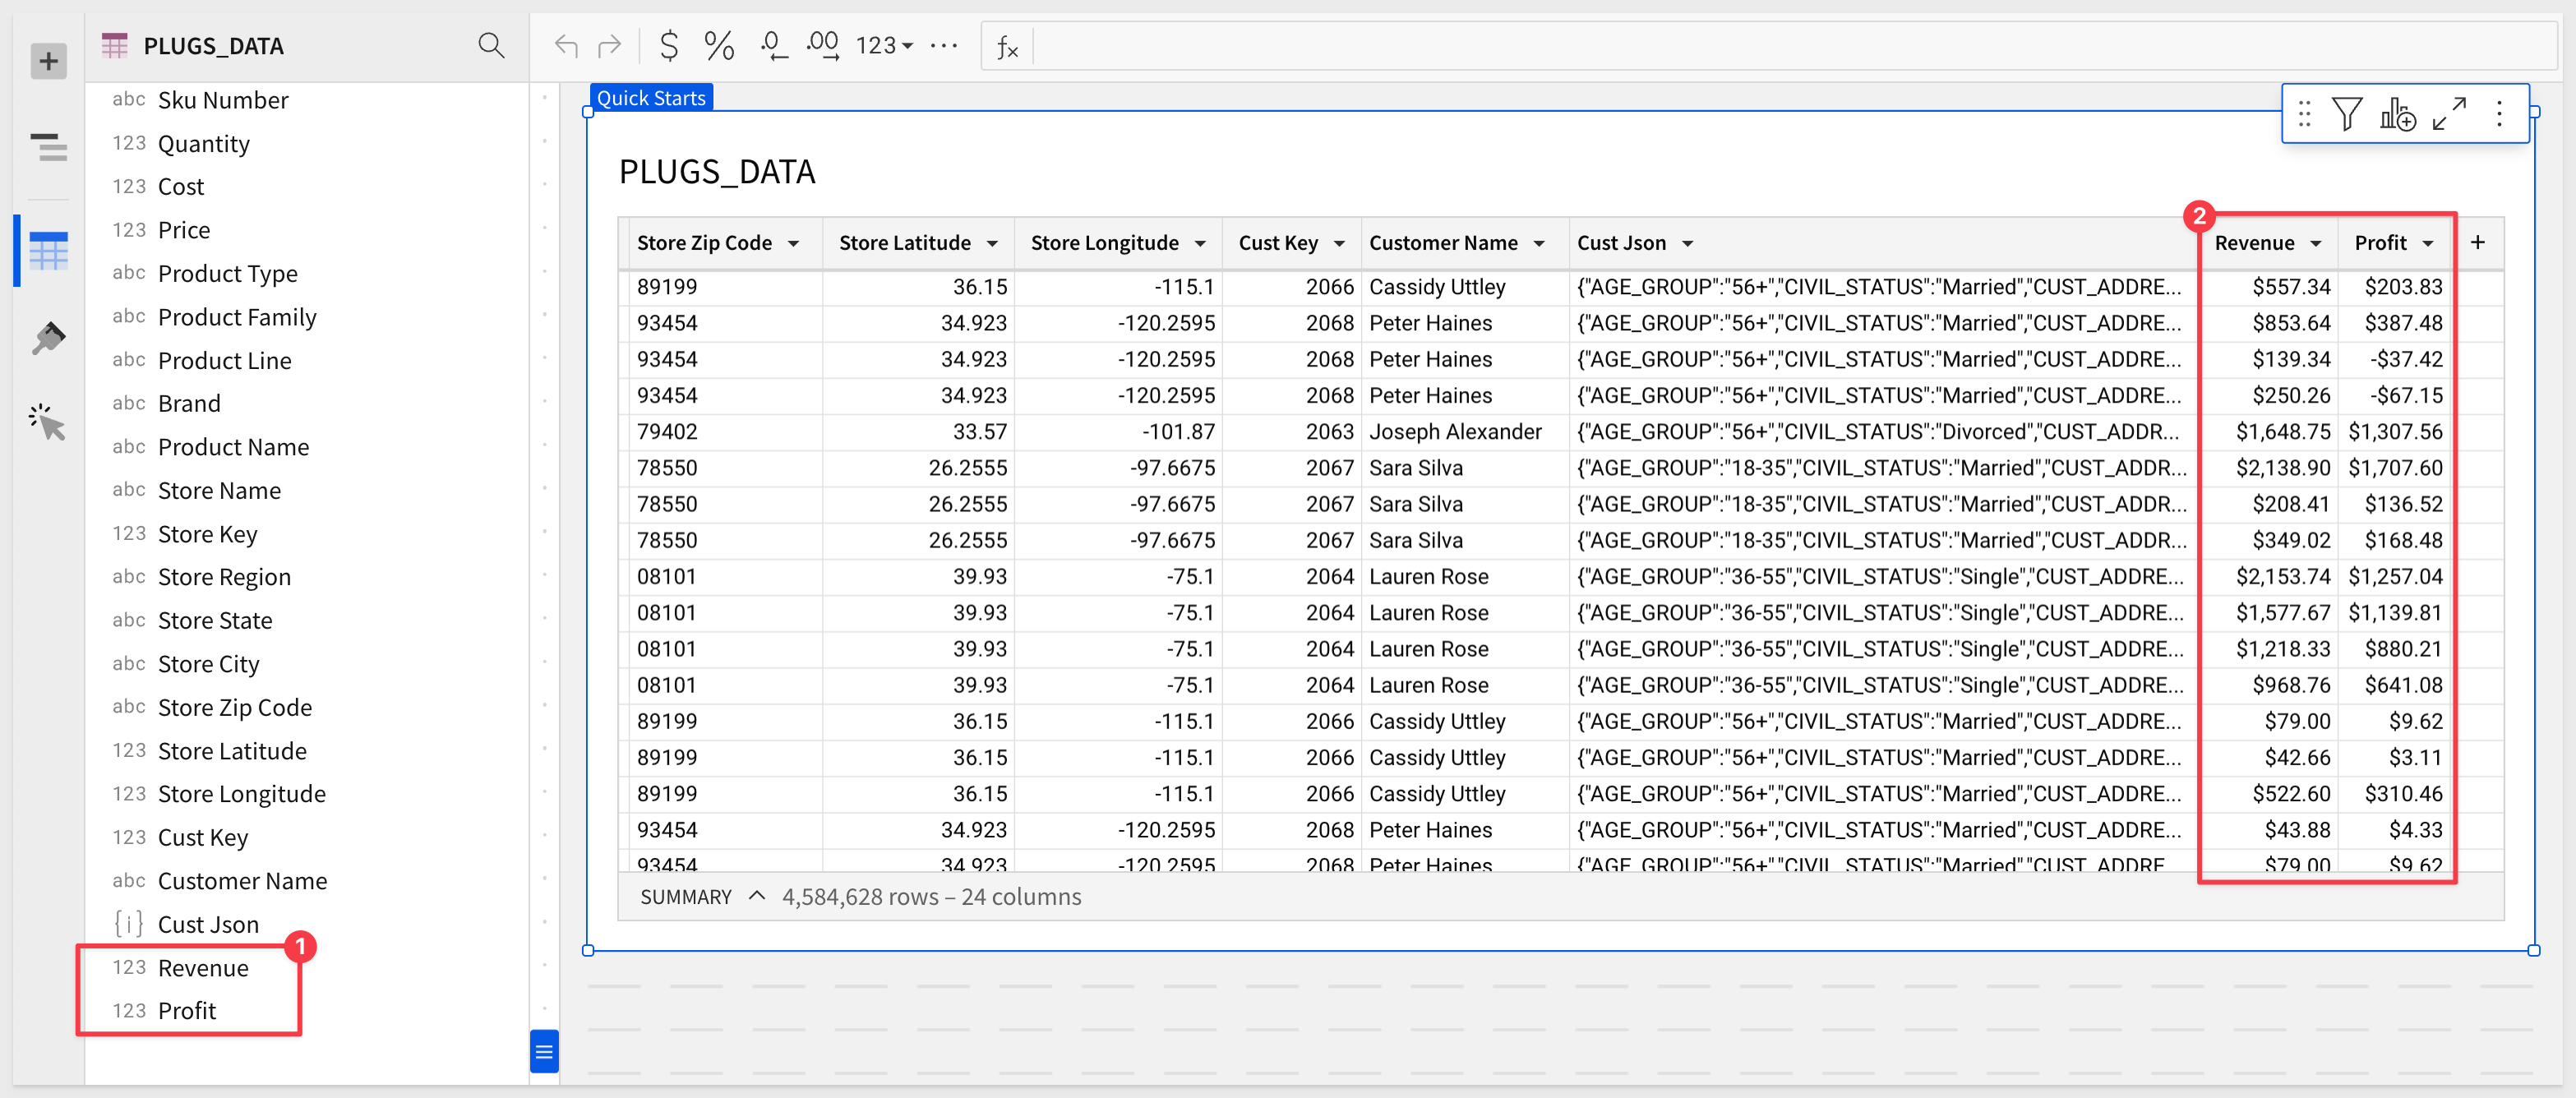 PLUGS_DATA
$ % .0 .00 123 ... fx
abc Sku Number
123 Quantity
123 Cost
123 Price
abc Product Type
abc Product Family
abc Product Line
abc Brand
abc Product Name
abc Store Name
123 Store Key
abc Store Region
abc Store State
abc Store City
abc Store Zip Code
123 Store Latitude
123 Store Longitude
123 Cust Key
abc Customer Name
{i} Cust Json
1
123 Revenue
123 Profit
Quick Starts
PLUGS_DATA
2
Store Zip Code Store Latitude Store Longitude Cust Key Customer Name Cust Json Revenue Profit +
89199 36.15 -115.1 2066 Cassidy Uttley {"AGE_GROUP":"56+","CIVIL_STATUS":"Married","CUST_ADDRE... $557.34 $203.83
93454 34.923 -120.2595 2068 Peter Haines {"AGE_GROUP":"56+","CIVIL_STATUS":"Married","CUST_ADDRE... $853.64 $387.48
93454 34.923 -120.2595 2068 Peter Haines {"AGE_GROUP":"56+","CIVIL_STATUS":"Married","CUST_ADDRE... $139.34 -$37.42
93454 34.923 -120.2595 2068 Peter Haines {"AGE_GROUP":"56+","CIVIL_STATUS":"Married","CUST_ADDRE... $250.26 -$67.15
79402 33.57 -101.87 2063 Joseph Alexander {"AGE_GROUP":"56+","CIVIL_STATUS":"Divorced","CUST_ADDR... $1,648.75 $1,307.56
78550 26.2555 -97.6675 2067 Sara Silva {"AGE_GROUP":"18-35","CIVIL_STATUS":"Married","CUST_ADDR... $2,138.90 $1,707.60
78550 26.2555 -97.6675 2067 Sara Silva {"AGE_GROUP":"18-35","CIVIL_STATUS":"Married","CUST_ADDR... $208.41 $136.52
78550 26.2555 -97.6675 2067 Sara Silva {"AGE_GROUP":"18-35","CIVIL_STATUS":"Married","CUST_ADDR... $349.02 $168.48
08101 39.93 -75.1 2064 Lauren Rose {"AGE_GROUP":"36-55","CIVIL_STATUS":"Single","CUST_ADDRE... $2,153.74 $1,257.04
08101 39.93 -75.1 2064 Lauren Rose {"AGE_GROUP":"36-55","CIVIL_STATUS":"Single","CUST_ADDRE... $1,577.67 $1,139.81
08101 39.93 -75.1 2064 Lauren Rose {"AGE_GROUP":"36-55","CIVIL_STATUS":"Single","CUST_ADDRE... $1,218.33 $880.21
08101 39.93 -75.1 2064 Lauren Rose {"AGE_GROUP":"36-55","CIVIL_STATUS":"Single","CUST_ADDRE... $968.76 $641.08
89199 36.15 -115.1 2066 Cassidy Uttley {"AGE_GROUP":"56+","CIVIL_STATUS":"Married","CUST_ADDRE... $79.00 $9.62
89199 36.15 -115.1 2066 Cassidy Uttley {"AGE_GROUP":"56+","CIVIL_STATUS":"Married","CUST_ADDRE... $42.66 $3.11
89199 36.15 -115.1 2066 Cassidy Uttley {"AGE_GROUP":"56+","CIVIL_STATUS":"Married","CUST_ADDRE... $522.60 $310.46
93454 34.923 -120.2595 2068 Peter Haines {"AGE_GROUP":"56+","CIVIL_STATUS":"Married","CUST_ADDRE... $43.88 $4.33
93454 34.923 -120.2595 2068 Peter Haines {"AGE_GROUP":"56+","CIVIL_STATUS":"Married","CUST_ADDRE $79.00 $9.62
SUMMARY 4,584,628 rows – 24 columns